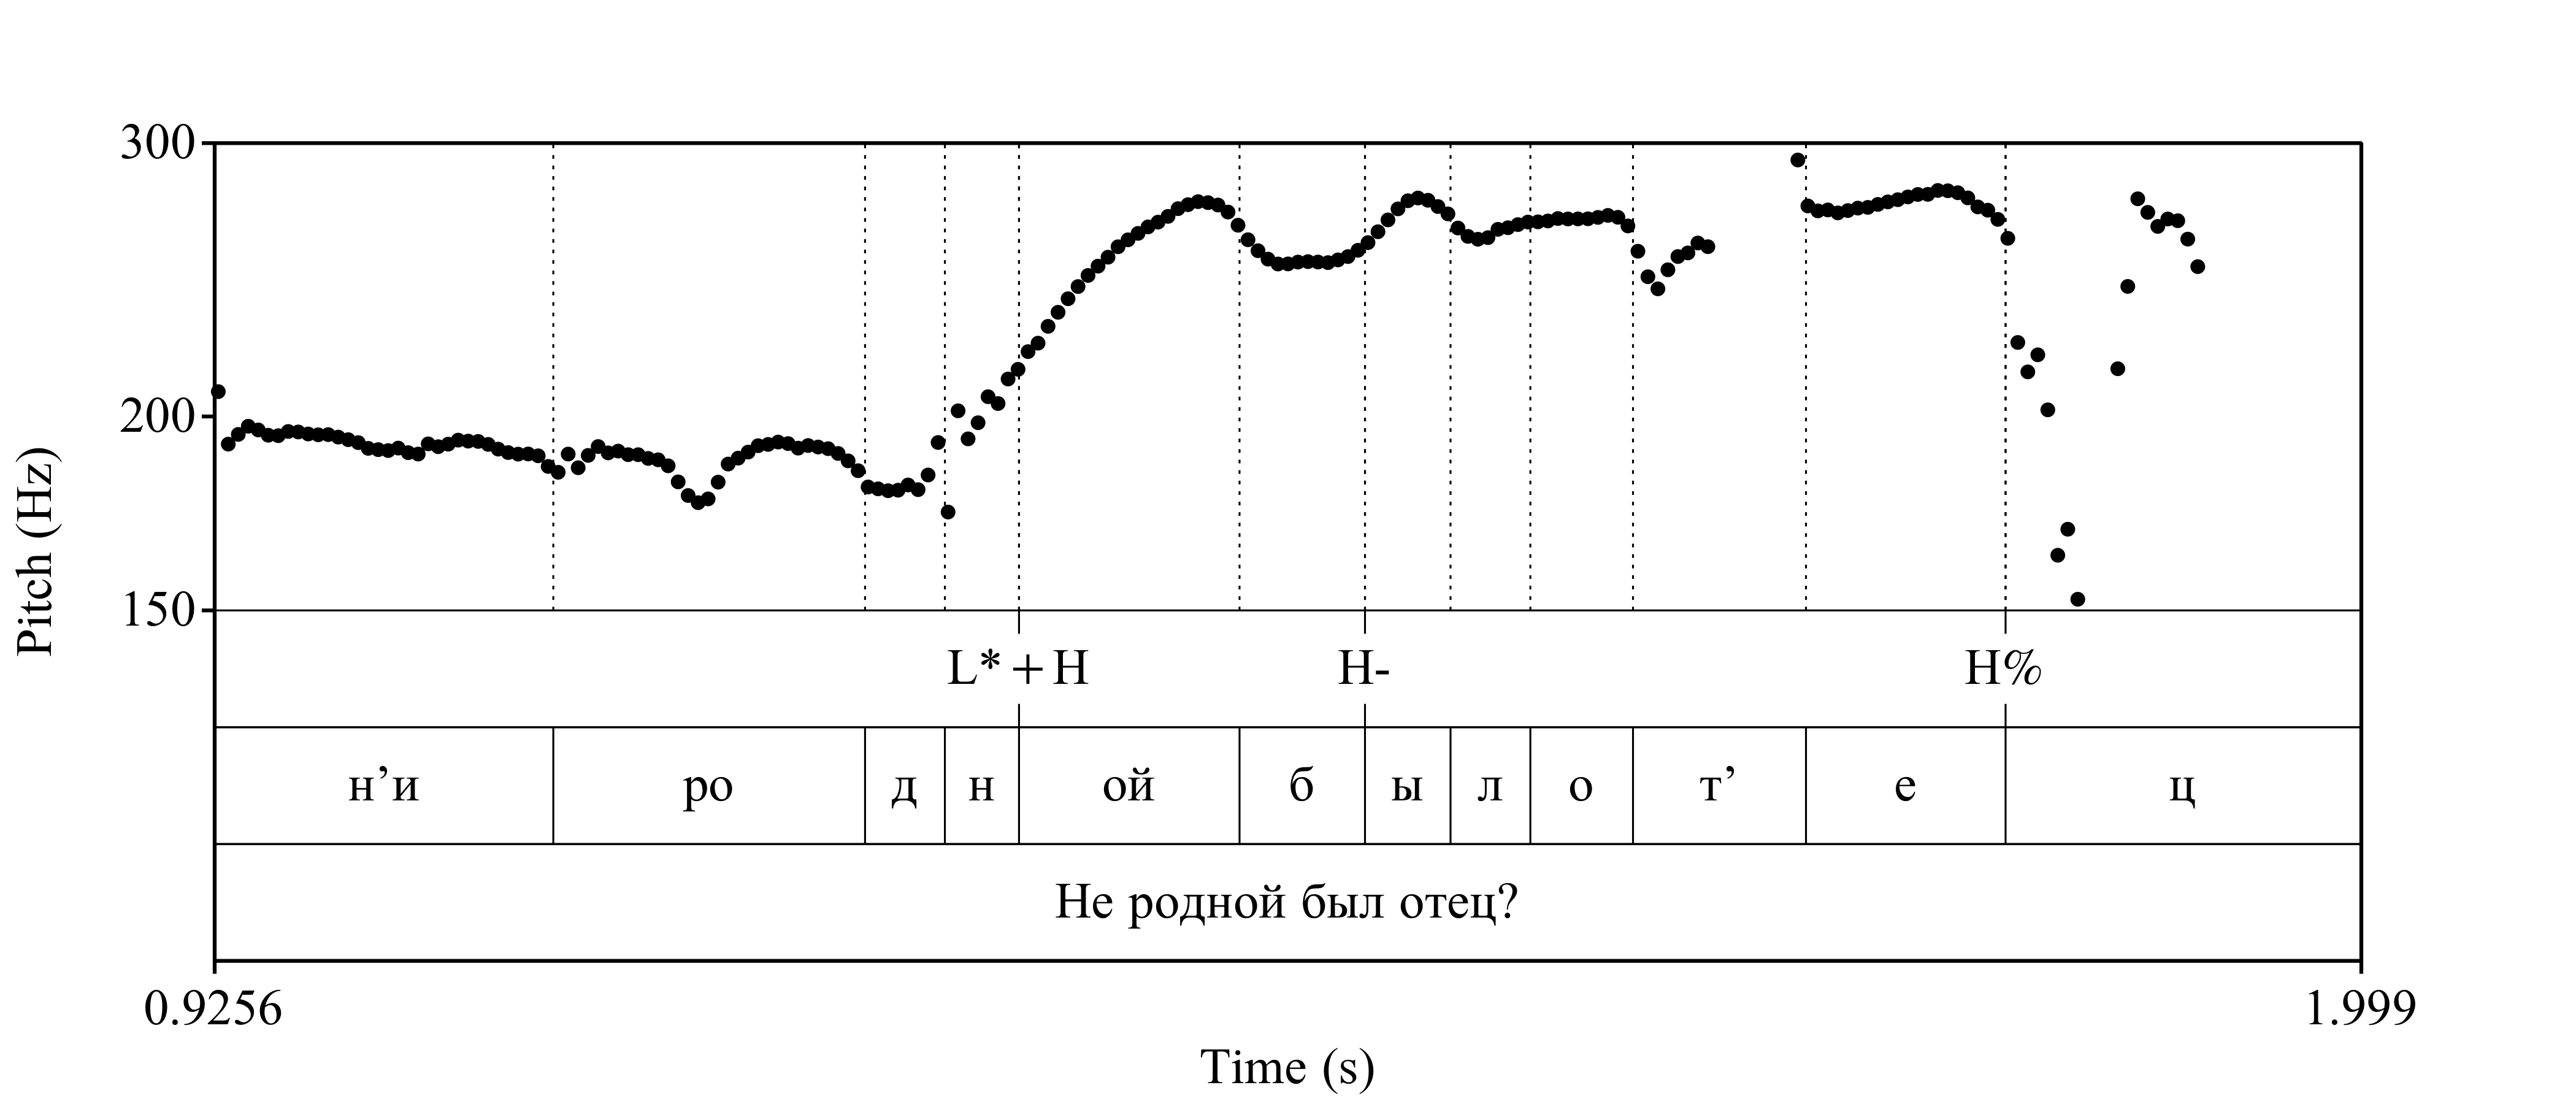 300
200
150
Pitch (Hz)
L* + H H- H%
н’и ро д н ой б ы л о т’ е ц
Не родной был отец?
0.9256 1.999
Time (s)